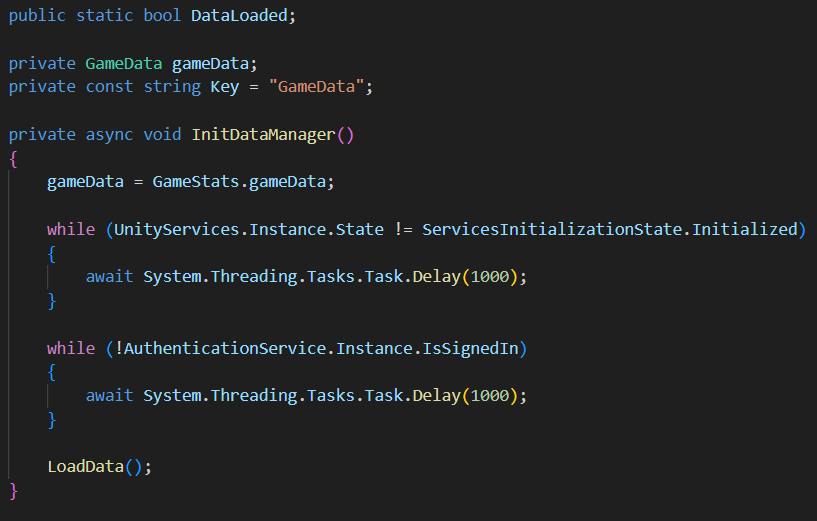 public static bool DataLoaded;
private GameData gameData;
private const string Key = "GameData";
private async void InitDataManager()
{
gameData = GameStats.gameData;
while (UnityServices.Instance.State != ServicesInitializationState.Initialized)
{
await System.Threading.Tasks.Task.Delay(1000);
}
while (!AuthenticationService.Instance.IsSignedIn)
{
await System.Threading.Tasks.Task.Delay(1000);
}
LoadData();
}